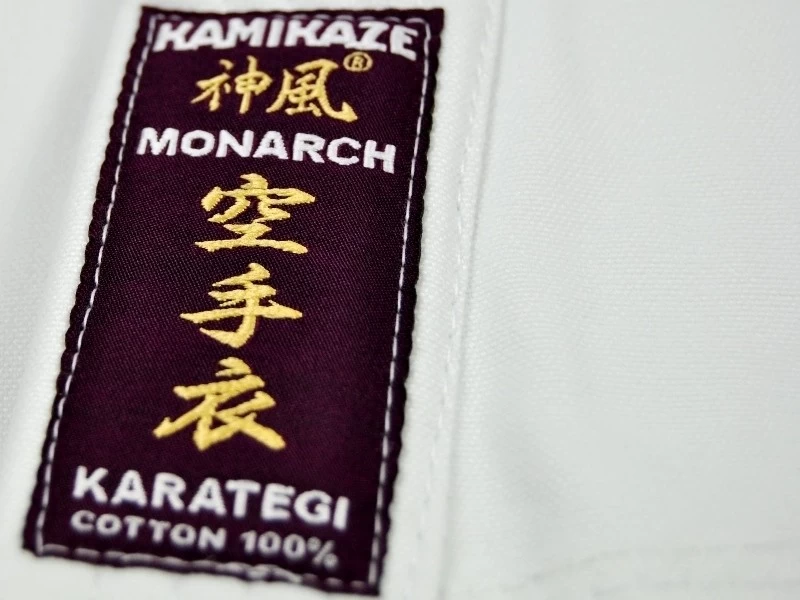 KAMIKAZE
神風®
MONARCH
空
手
衣
KARATEGI
COTTON 100%